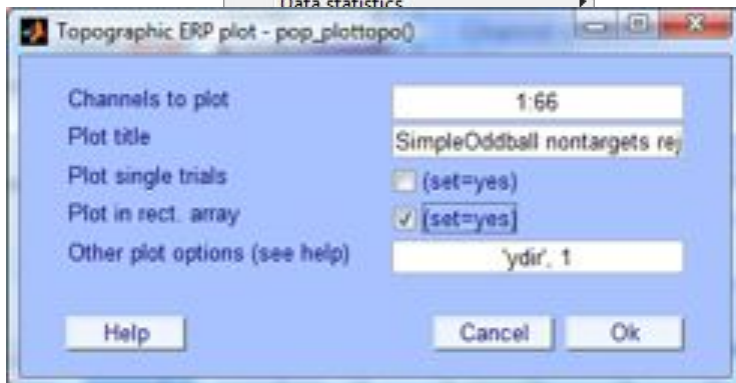 Data statistics
Topographic ERP plot - pop_plottopo()
Channels to plot 1:66
Plot title SimpleOddball nontargets rej
Plot single trials (set=yes)
Plot in rect. array (set=yes)
Other plot options (see help) 'ydir', 1
Help Cancel Ok